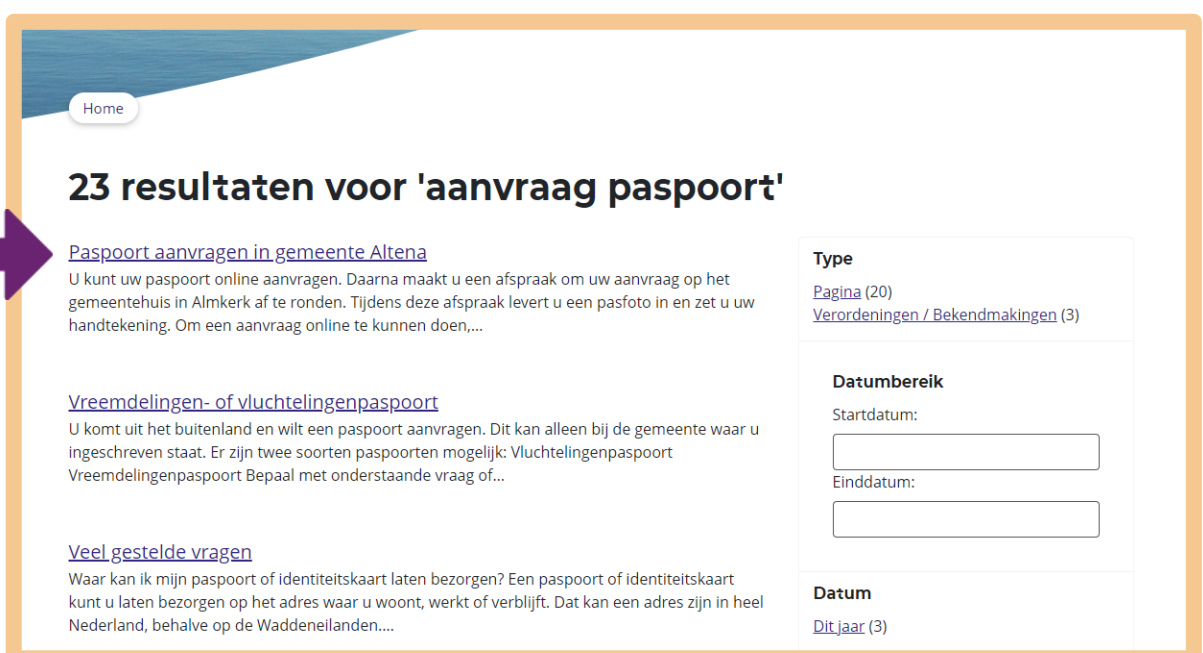 Home
23 resultaten voor 'aanvraag paspoort'
Paspoort aanvragen in gemeente Altena
U kunt uw paspoort online aanvragen. Daarna maakt u een afspraak om uw aanvraag op het
gemeentehuis in Almkerk af te ronden. Tijdens deze afspraak levert u een pasfoto in en zet u uw
handtekening. Om een aanvraag online te kunnen doen,...
Vreemdelingen- of vluchtelingenpaspoort
U komt uit het buitenland en wilt een paspoort aanvragen. Dit kan alleen bij de gemeente waar u
ingeschreven staat. Er zijn twee soorten paspoorten mogelijk: Vluchtelingenpaspoort
Vreemdelingenpaspoort Bepaal met onderstaande vraag of...
Veel gestelde vragen
Waar kan ik mijn paspoort of identiteitskaart laten bezorgen? Een paspoort of identiteitskaart
kunt u laten bezorgen op het adres waar u woont, werkt of verblijft. Dat kan een adres zijn in heel
Nederland, behalve op de Waddeneilanden....
Type
Pagina (20)
Verordeningen / Bekendmakingen (3)
Datumbereik
Startdatum:
Einddatum:
Datum
Dit jaar (3)